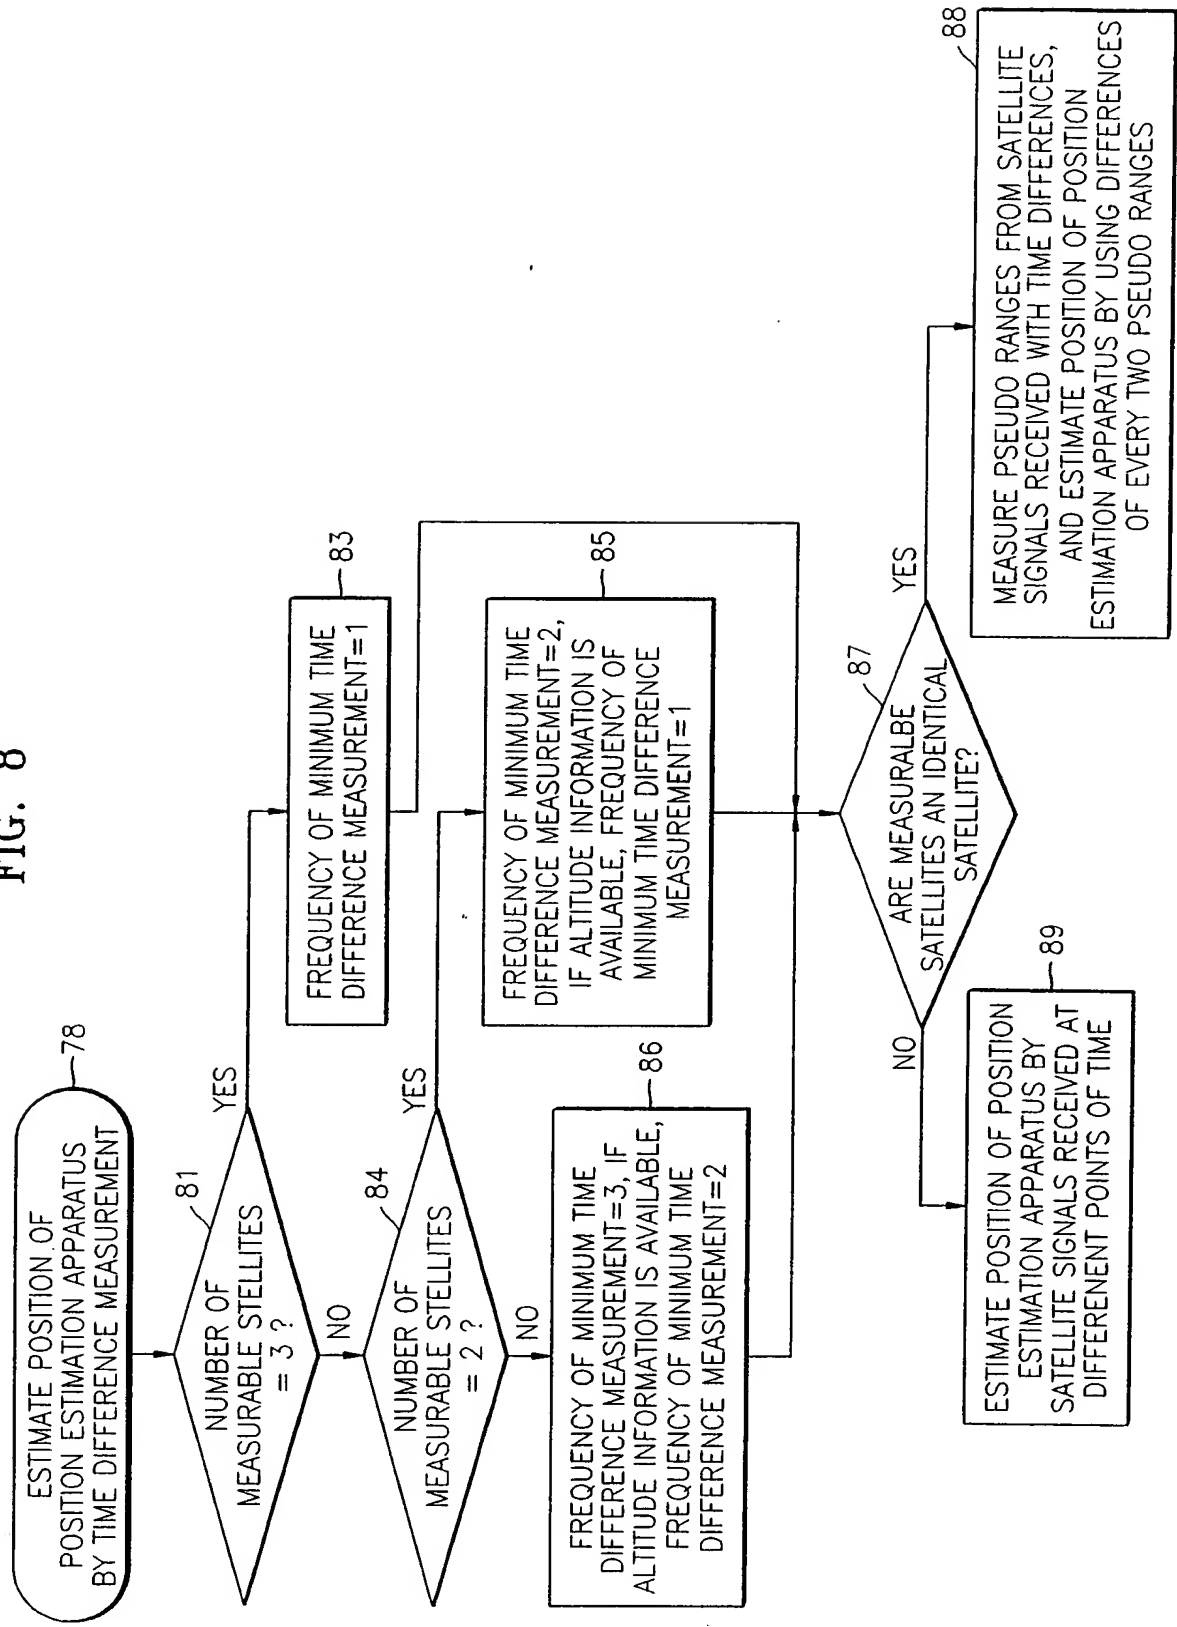 FIG. 8
ESTIMATE POSITION OF
POSITION ESTIMATION APPARATUS
BY TIME DIFFERENCE MEASUREMENT
78
NUMBER OF
MEASURABLE STELLITES
= 3 ?
81
YES
NO
FREQUENCY OF MINIMUM TIME
DIFFERENCE MEASUREMENT=1
83
NUMBER OF
MEASURABLE STELLITES
= 2 ?
84
YES
NO
FREQUENCY OF MINIMUM TIME
DIFFERENCE MEASUREMENT=2,
IF ALTITUDE INFORMATION IS
AVAILABLE, FREQUENCY OF
MINIMUM TIME DIFFERENCE
MEASUREMENT=1
85
FREQUENCY OF MINIMUM TIME
DIFFERENCE MEASUREMENT=3, IF
ALTITUDE INFORMATION IS AVAILABLE,
FREQUENCY OF MINIMUM TIME
DIFFERENCE MEASUREMENT=2
86
ARE MEASURALBE
SATELLITES AN IDENTICAL
SATELLITE?
87
YES
NO
MEASURE PSEUDO RANGES FROM SATELLITE
SIGNALS RECEIVED WITH TIME DIFFERENCES,
AND ESTIMATE POSITION OF POSITION
ESTIMATION APPARATUS BY USING DIFFERENCES
OF EVERY TWO PSEUDO RANGES
88
ESTIMATE POSITION OF POSITION
ESTIMATION APPARATUS BY
SATELLITE SIGNALS RECEIVED AT
DIFFERENENT POINTS OF TIME
89